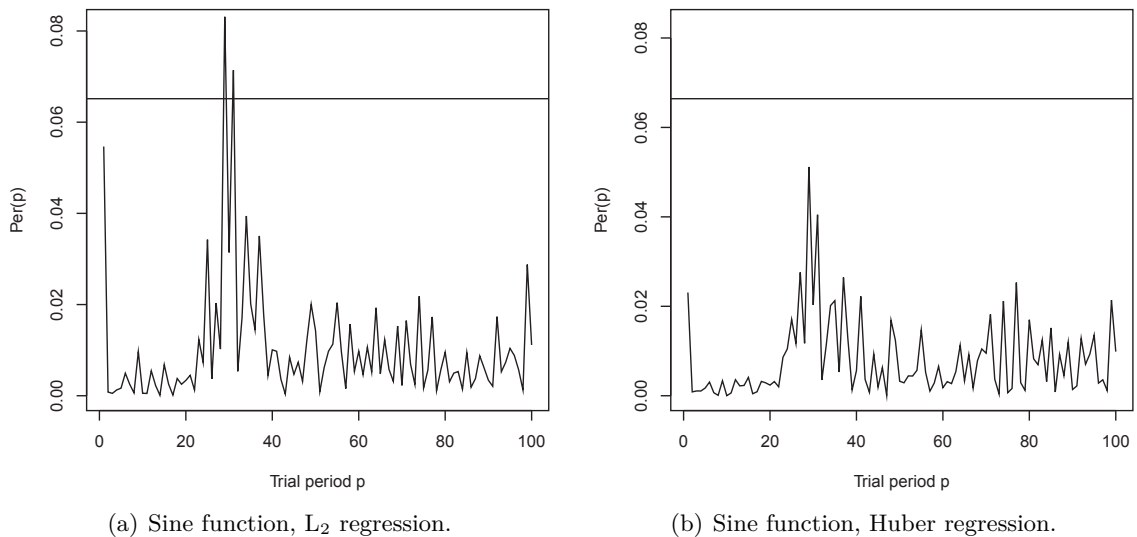 0.08
0.06
0.04
0.02
0.00
Per(p)
0 20 40 60 80 100
Trial period p
(a) Sine function, L₂ regression.
0.08
0.06
0.04
0.02
0.00
Per(p)
0 20 40 60 80 100
Trial period p
(b) Sine function, Huber regression.